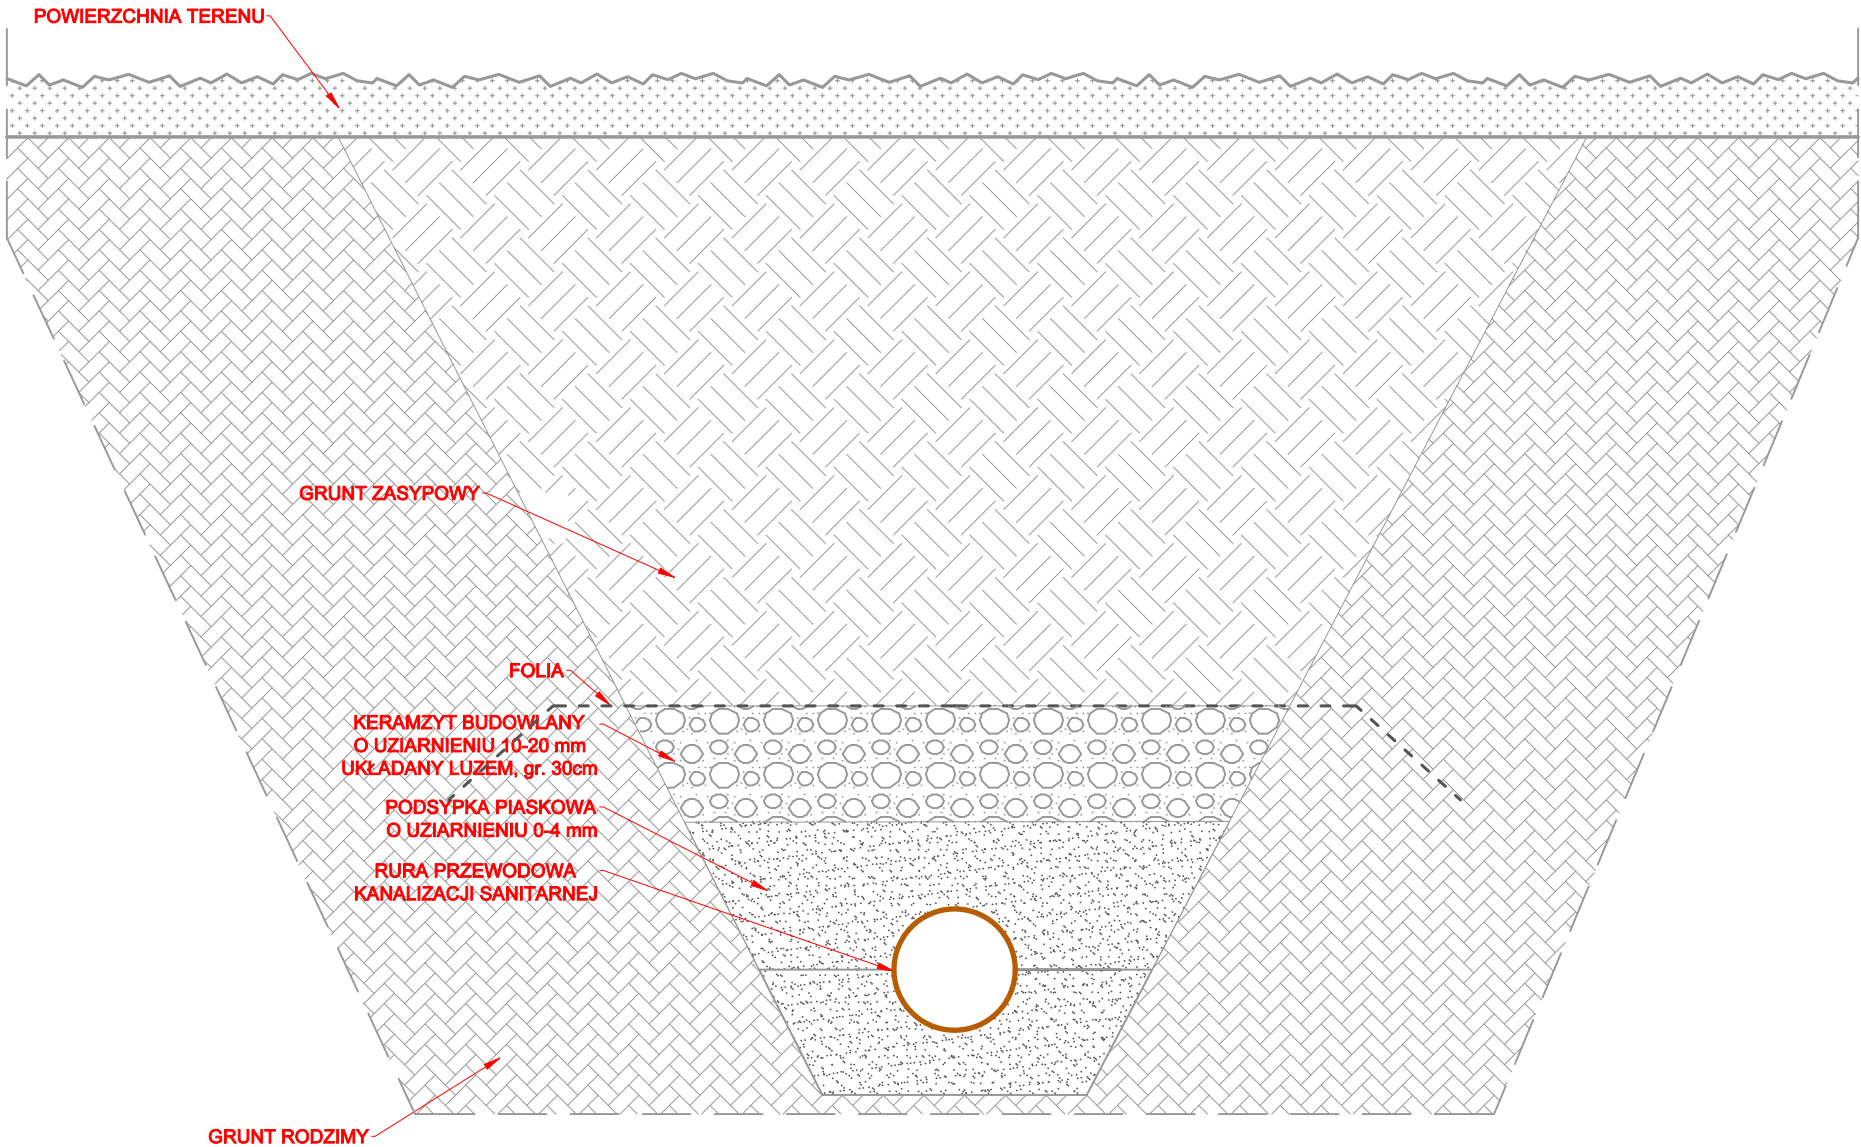 POWIERZCHNIA TERENU
GRUNT ZASYPOWY
FOLIA
KERAMZYT BUDOWLANY
O UZIARNIENIU 10-20 mm
UKŁADANY LUZEM, gr. 30cm
PODSYPKA PIASKOWA
O UZIARNIENIU 0-4 mm
RURA PRZEWODOWA
KANALIZACJI SANITARNEJ
GRUNT RODZIMY